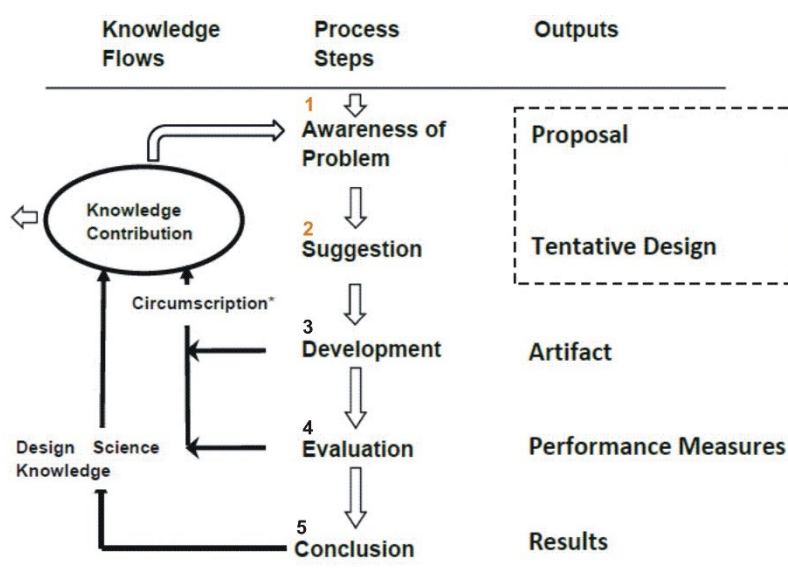 Knowledge
Flows
Process
Steps
Outputs
1
Awareness of
Problem
Proposal
Knowledge
Contribution
2
Suggestion
Tentative Design
Circumscription*
3
Development
Artifact
4
Evaluation
Performance Measures
Design Science
Knowledge
5
Conclusion
Results